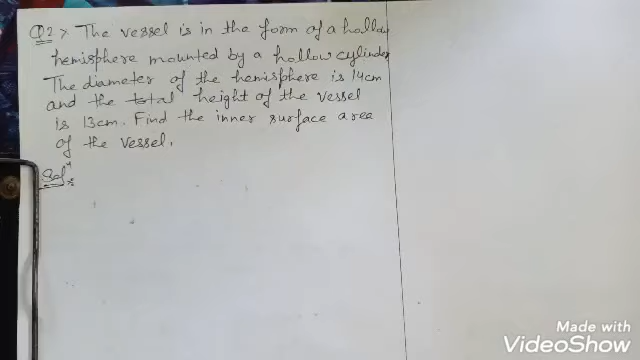 Q2> The vessel is in the form of a hollow
hemisphere mounted by a hollow cylinder
The diameter of the hemisphere is 14cm
and the total height of the vessel
is 13cm. Find the inner surface area
of the vessel.
Solⁿ:
Made with
VideoShow